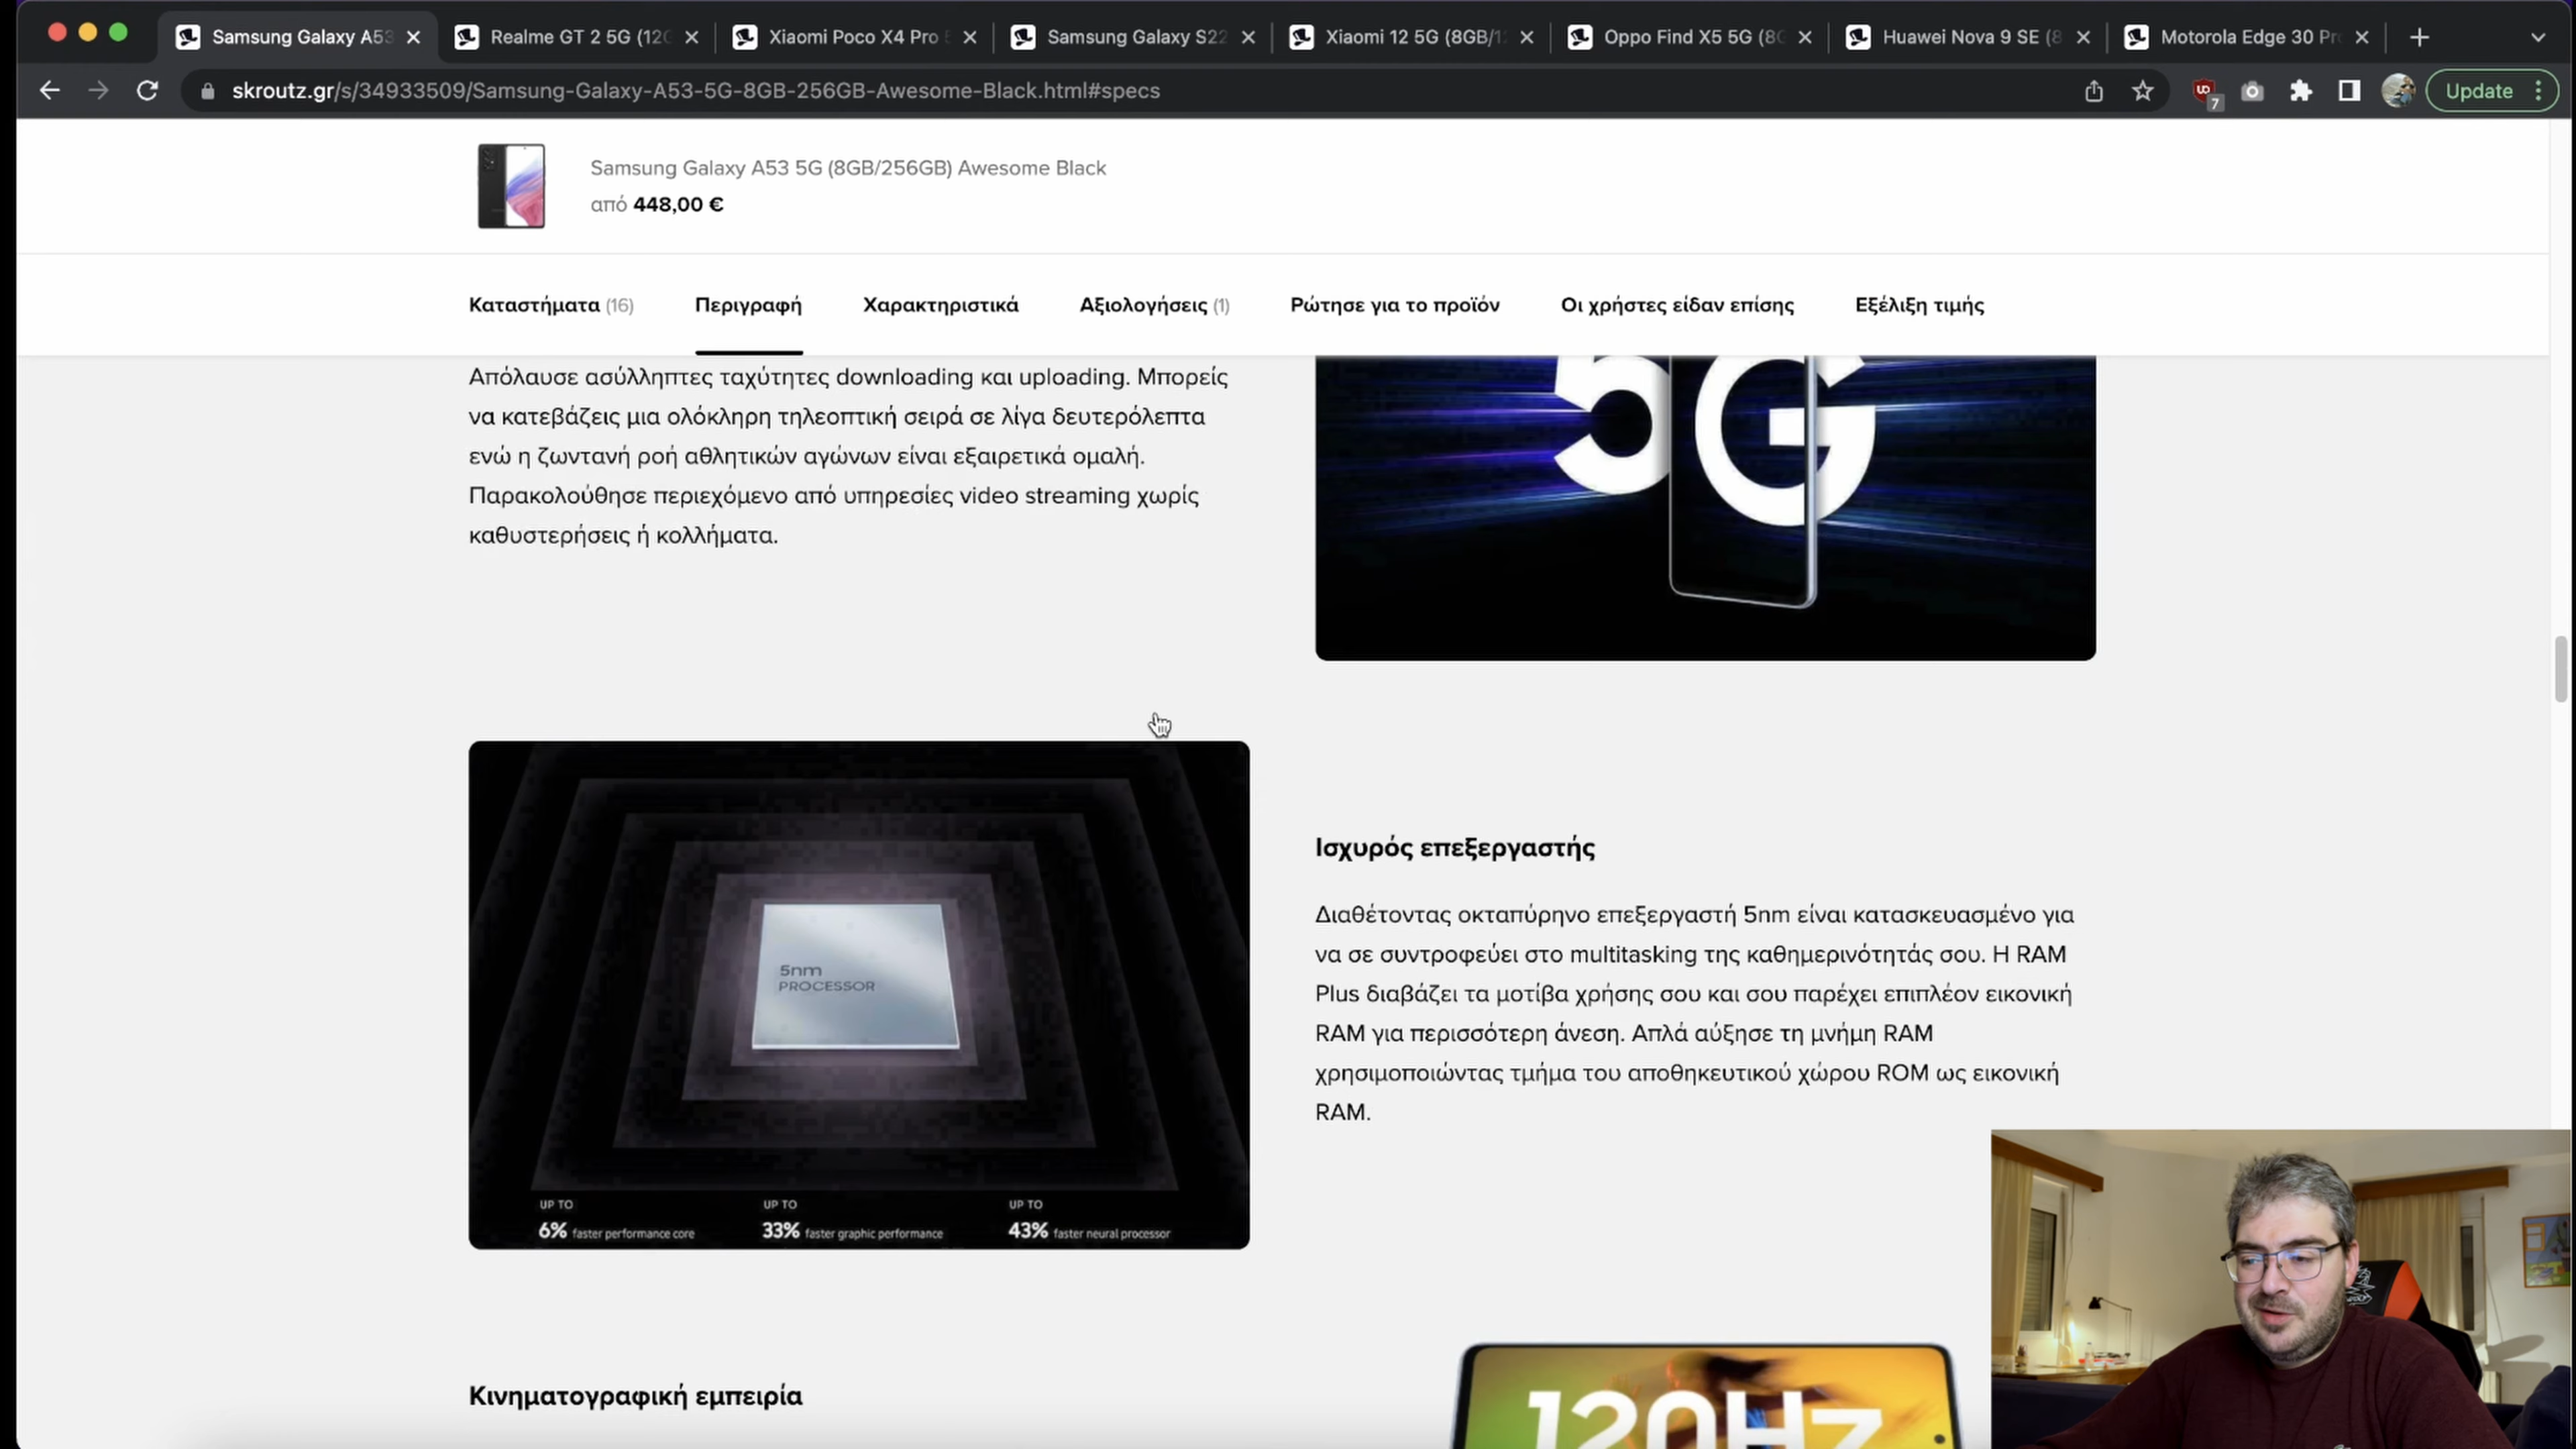 Samsung Galaxy A53
Realme GT 2 5G (12G
Xiaomi Poco X4 Pro
Samsung Galaxy S22
Xiaomi 12 5G (8GB/1
Oppo Find X5 5G (8G
Huawei Nova 9 SE (8
Motorola Edge 30 Pr
skroutz.gr/s/34933509/Samsung-Galaxy-A53-5G-8GB-256GB-Awesome-Black.html#specs
7
Update
Samsung Galaxy A53 5G (8GB/256GB) Awesome Black
από 448,00 €
Καταστήματα (16)
Περιγραφή
Χαρακτηριστικά
Αξιολογήσεις (1)
Ρώτησε για το προϊόν
Οι χρήστες είδαν επίσης
Εξέλιξη τιμής
Απόλαυσε ασύλληπτες ταχύτητες downloading και uploading. Μπορείς
να κατεβάζεις μια ολόκληρη τηλεοπτική σειρά σε λίγα δευτερόλεπτα
ενώ η ζωντανή ροή αθλητικών αγώνων είναι εξαιρετικά ομαλή.
Παρακολούθησε περιεχόμενο από υπηρεσίες video streaming χωρίς
καθυστερήσεις ή κολλήματα.
5G
5nm
PROCESSOR
UP TO
6% faster performance core
UP TO
33% faster graphic performance
UP TO
43% faster neural processor
Ισχυρός επεξεργαστής
Διαθέτοντας οκταπύρηνο επεξεργαστή 5nm είναι κατασκευασμένο για
να σε συντροφεύει στο multitasking της καθημερινότητάς σου. Η RAM
Plus διαβάζει τα μοτίβα χρήσης σου και σου παρέχει επιπλέον εικονική
RAM για περισσότερη άνεση. Απλά αύξησε τη μνήμη RAM
χρησιμοποιώντας τμήμα του αποθηκευτικού χώρου ROM ως εικονική
RAM.
Κινηματογραφική εμπειρία
120Hz